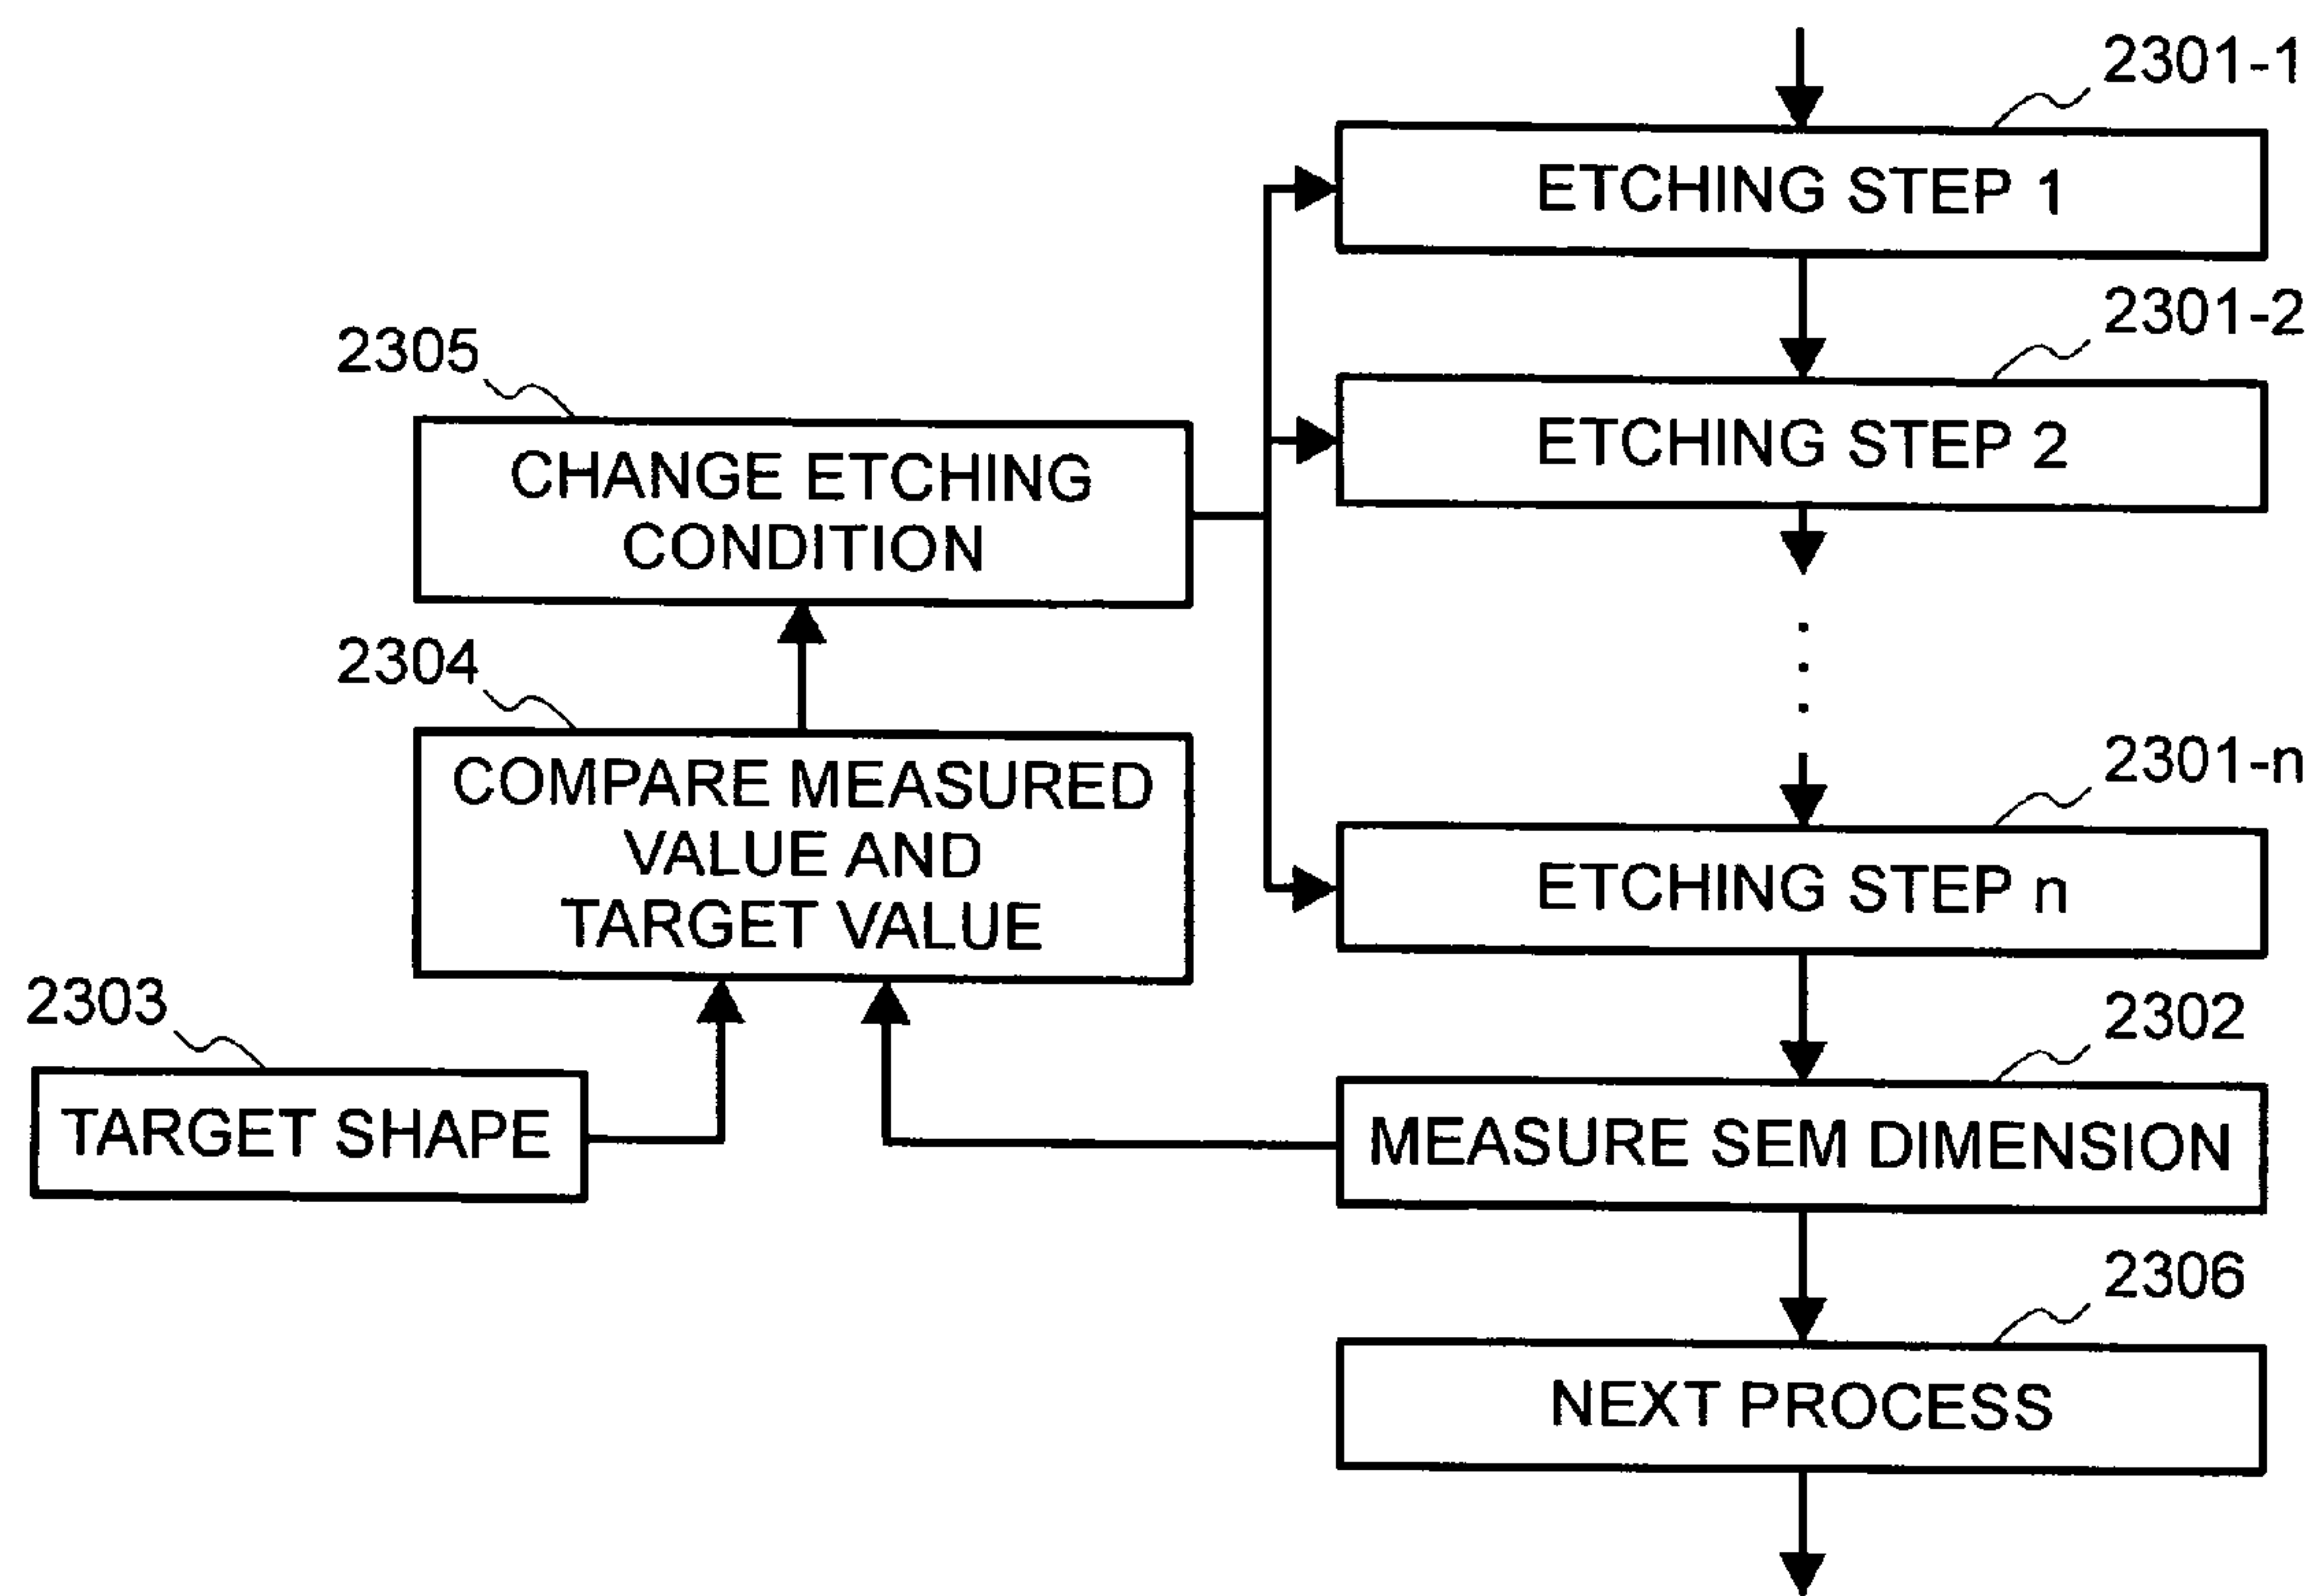 2301-1
ETCHING STEP 1
2301-2
2305
ETCHING STEP 2
CHANGE ETCHING
CONDITION
2304
2301-n
COMPARE MEASURED
VALUE AND
TARGET VALUE
ETCHING STEP n
2303
2302
TARGET SHAPE
MEASURE SEM DIMENSION
2306
NEXT PROCESS